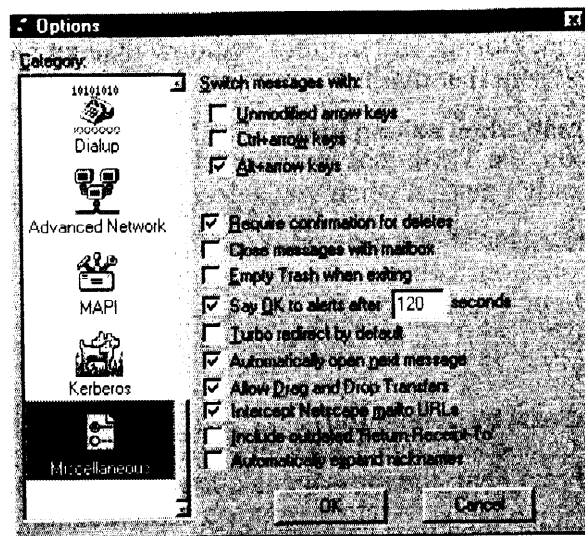 Options
Category:
10101010
Dialup
Advanced Network
MAPI
Kerberos
Miscellaneous
Switch messages with:
Unmodified arrow keys
Ctrl+arrow keys
Alt+arrow keys
Require confirmation for deletes
Close messages with mailbox
Empty Trash when exiting
Say OK to alerts after 120 seconds
Turbo redirect by default
Automatically open next message
Allow Drag and Drop Transfers
Intercept Netscape mailto URLs
Include outdated 'Return-Receipt-To'
Automatically expand nicknames
OK
Cancel